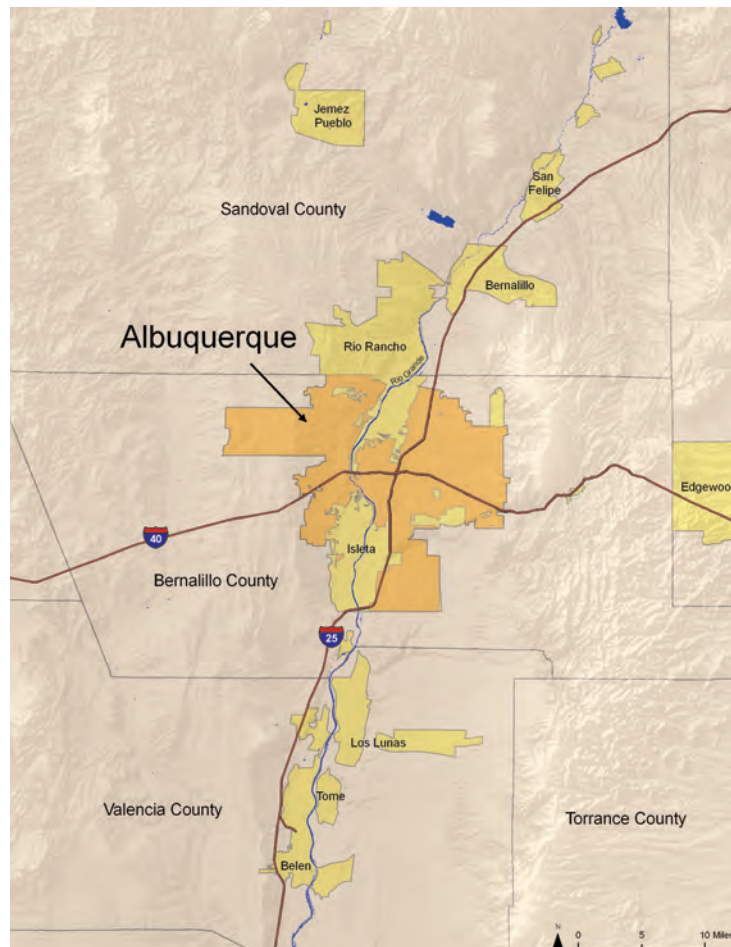 Jemez
Pueblo
San
Felipe
Sandoval County
Bernalillo
Albuquerque
Rio Rancho
Rio Grande
Edgewoo
40
Isleta
Bernalillo County
25
Los Lunas
Tome
Valencia County
Torrance County
Belen
N
0 5 10 Miles